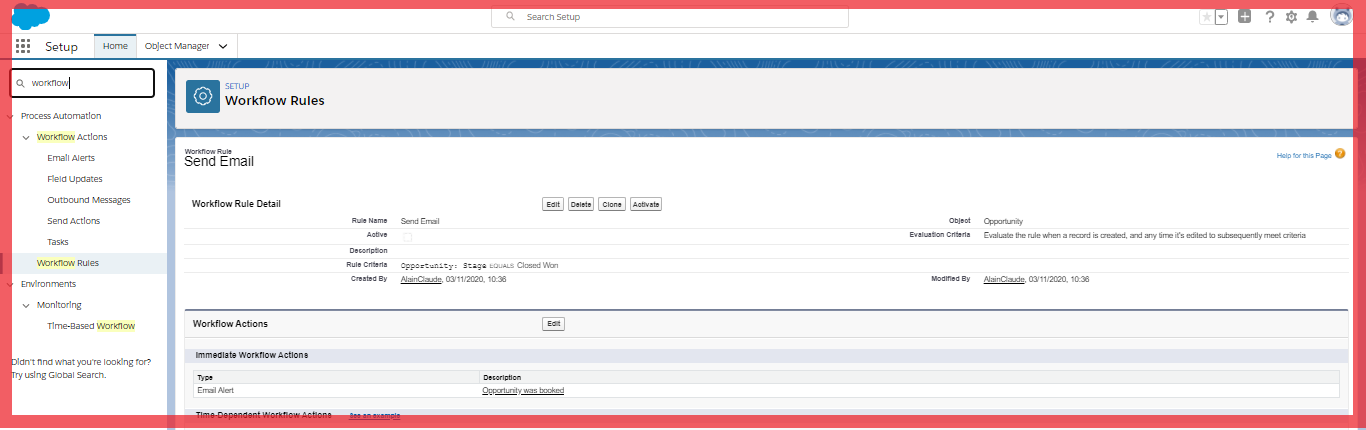 Search Setup
Setup
Home
Object Manager
workflow
Process Automation
Workflow Actions
Email Alerts
Field Updates
Outbound Messages
Send Actions
Tasks
Workflow Rules
Environments
Monitoring
Time-Based Workflow
Didn't find what you're looking for?
Try using Global Search.
SETUP
Workflow Rules
Workflow Rule
Send Email
Help for this Page
Workflow Rule Detail
Edit Delete Clone Activate
Rule Name Send Email Object Opportunity
Active Evaluation Criteria Evaluate the rule when a record is created, and any time it's edited to subsequently meet criteria
Description
Rule Criteria Opportunity: Stage EQUALS Closed Won
Created By AlainClaude, 03/11/2020, 10:36 Modified By AlainClaude, 03/11/2020, 10:36
Workflow Actions Edit
Immediate Workflow Actions
Type Description
Email Alert Opportunity was booked
Time-Dependent Workflow Actions See an example